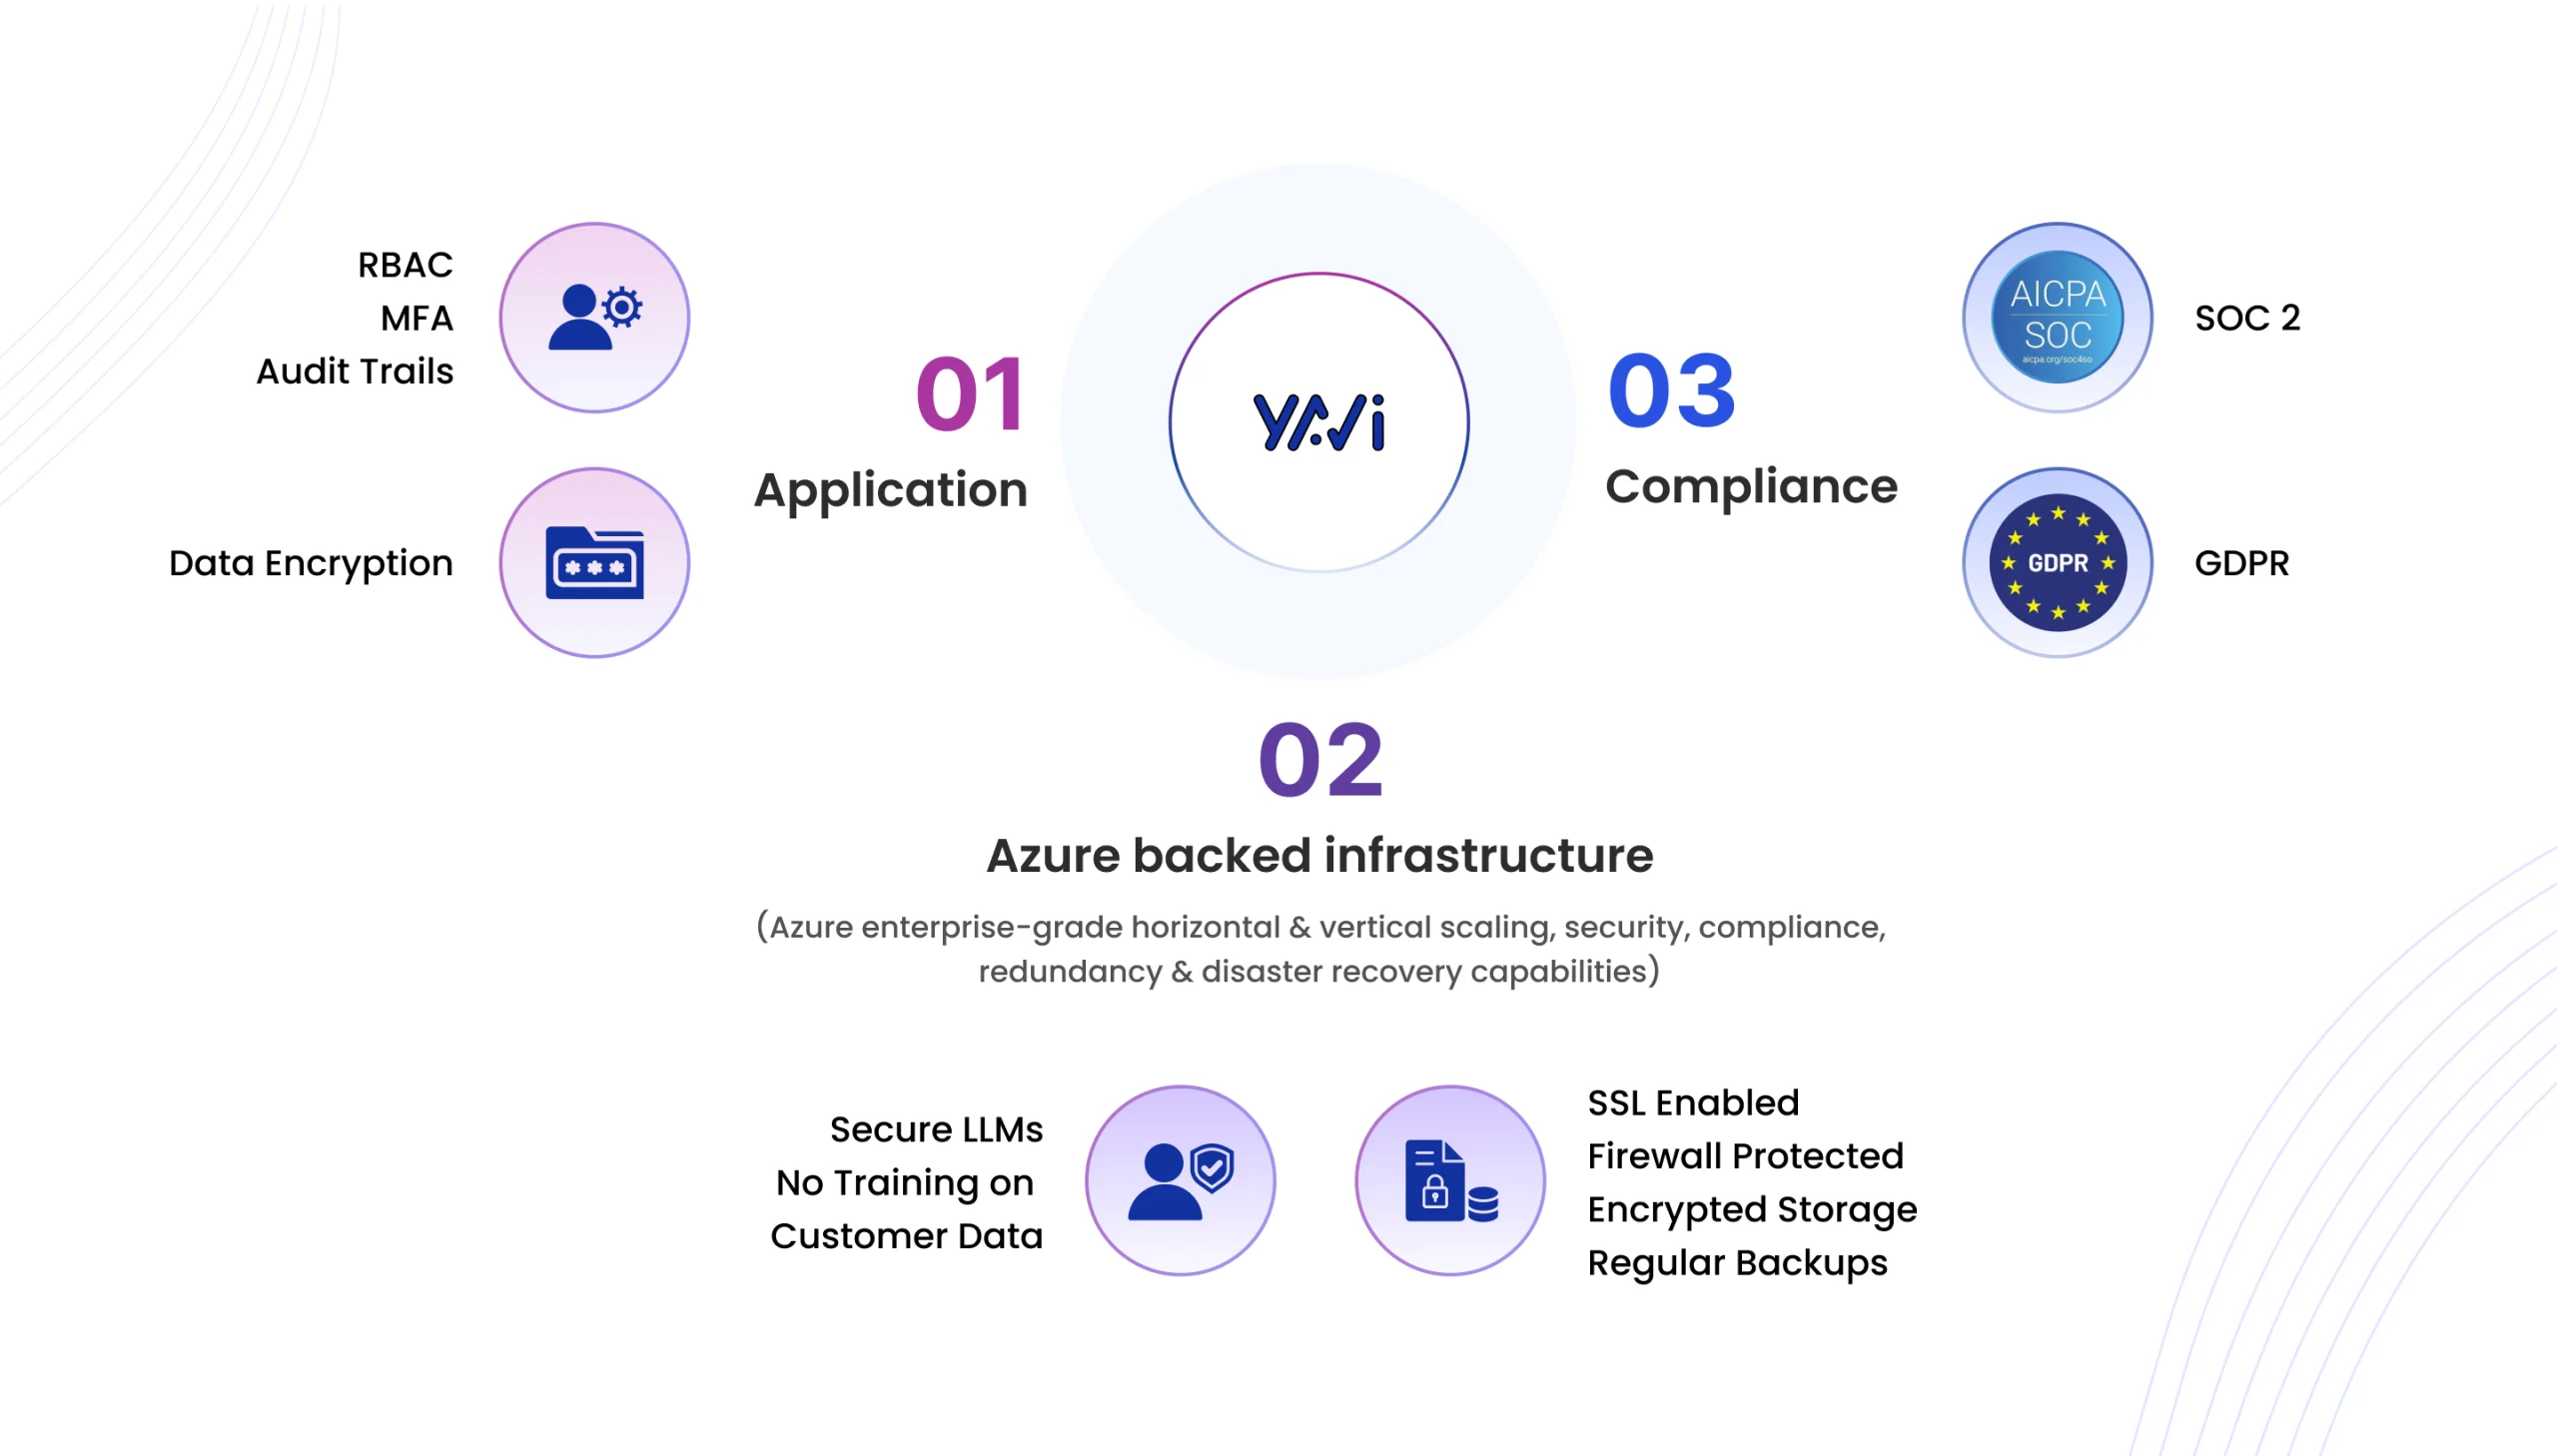 RBAC
MFA
Audit Trails
Data Encryption
01
Application
YAVi
03
Compliance
AICPA
SOC
aicpa.org/soc4so
SOC 2
GDPR
GDPR
02
Azure backed infrastructure
(Azure enterprise-grade horizontal & vertical scaling, security, compliance,
redundancy & disaster recovery capabilities)
Secure LLMs
No Training on
Customer Data
SSL Enabled
Firewall Protected
Encrypted Storage
Regular Backups